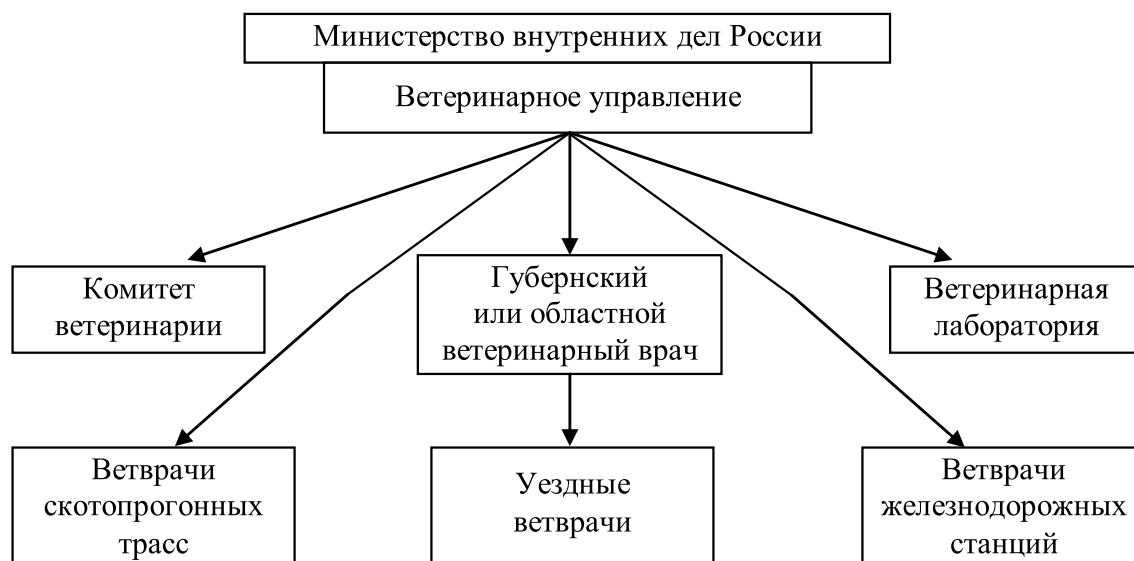 Министерство внутренних дел России
Ветеринарное управление
Комитет
ветеринарии
Губернский
или областной
ветеринарный врач
Ветеринарная
лаборатория
Ветврачи
скотопрогонных
трасс
Уездные
ветврачи
Ветврачи
железнодорожных
станций